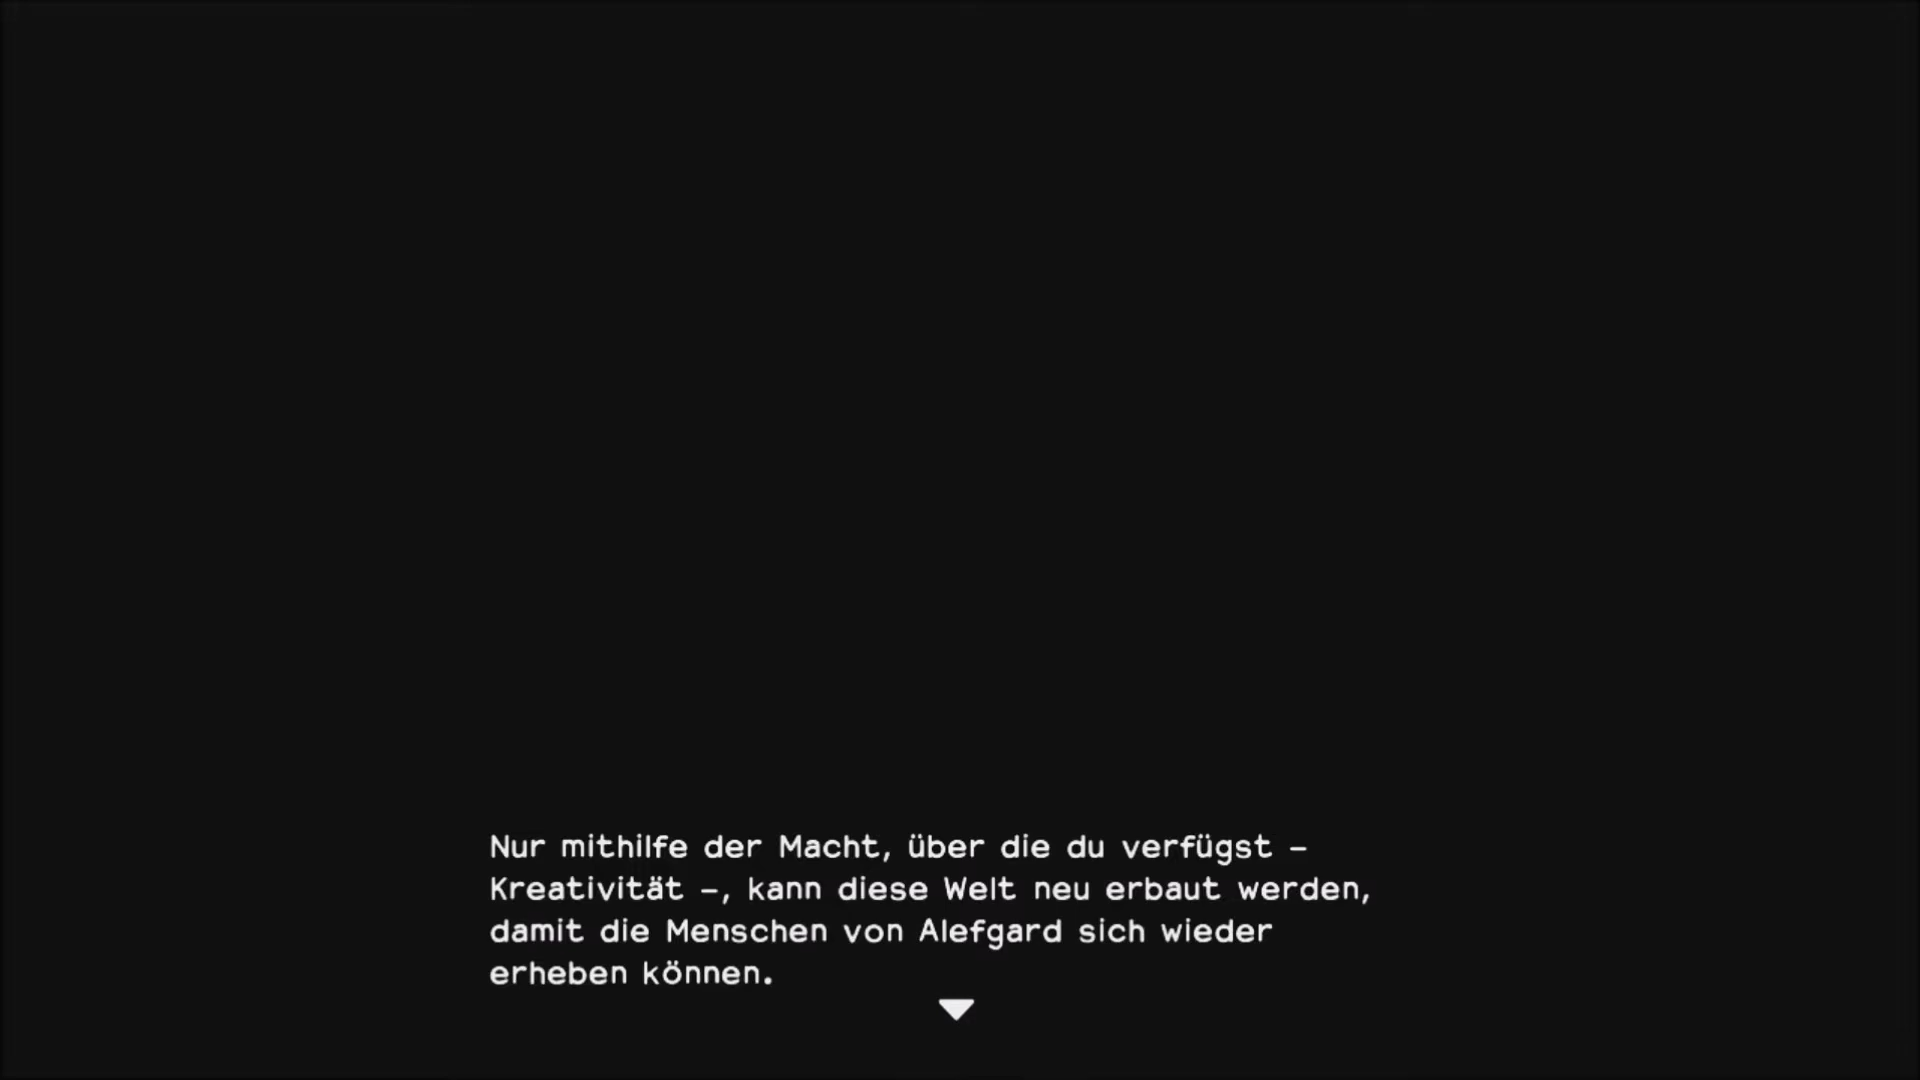 Nur mithilfe der Macht, über die du verfügst –
Kreativität –, kann diese Welt neu erbaut werden,
damit die Menschen von Alefgard sich wieder
erheben können.